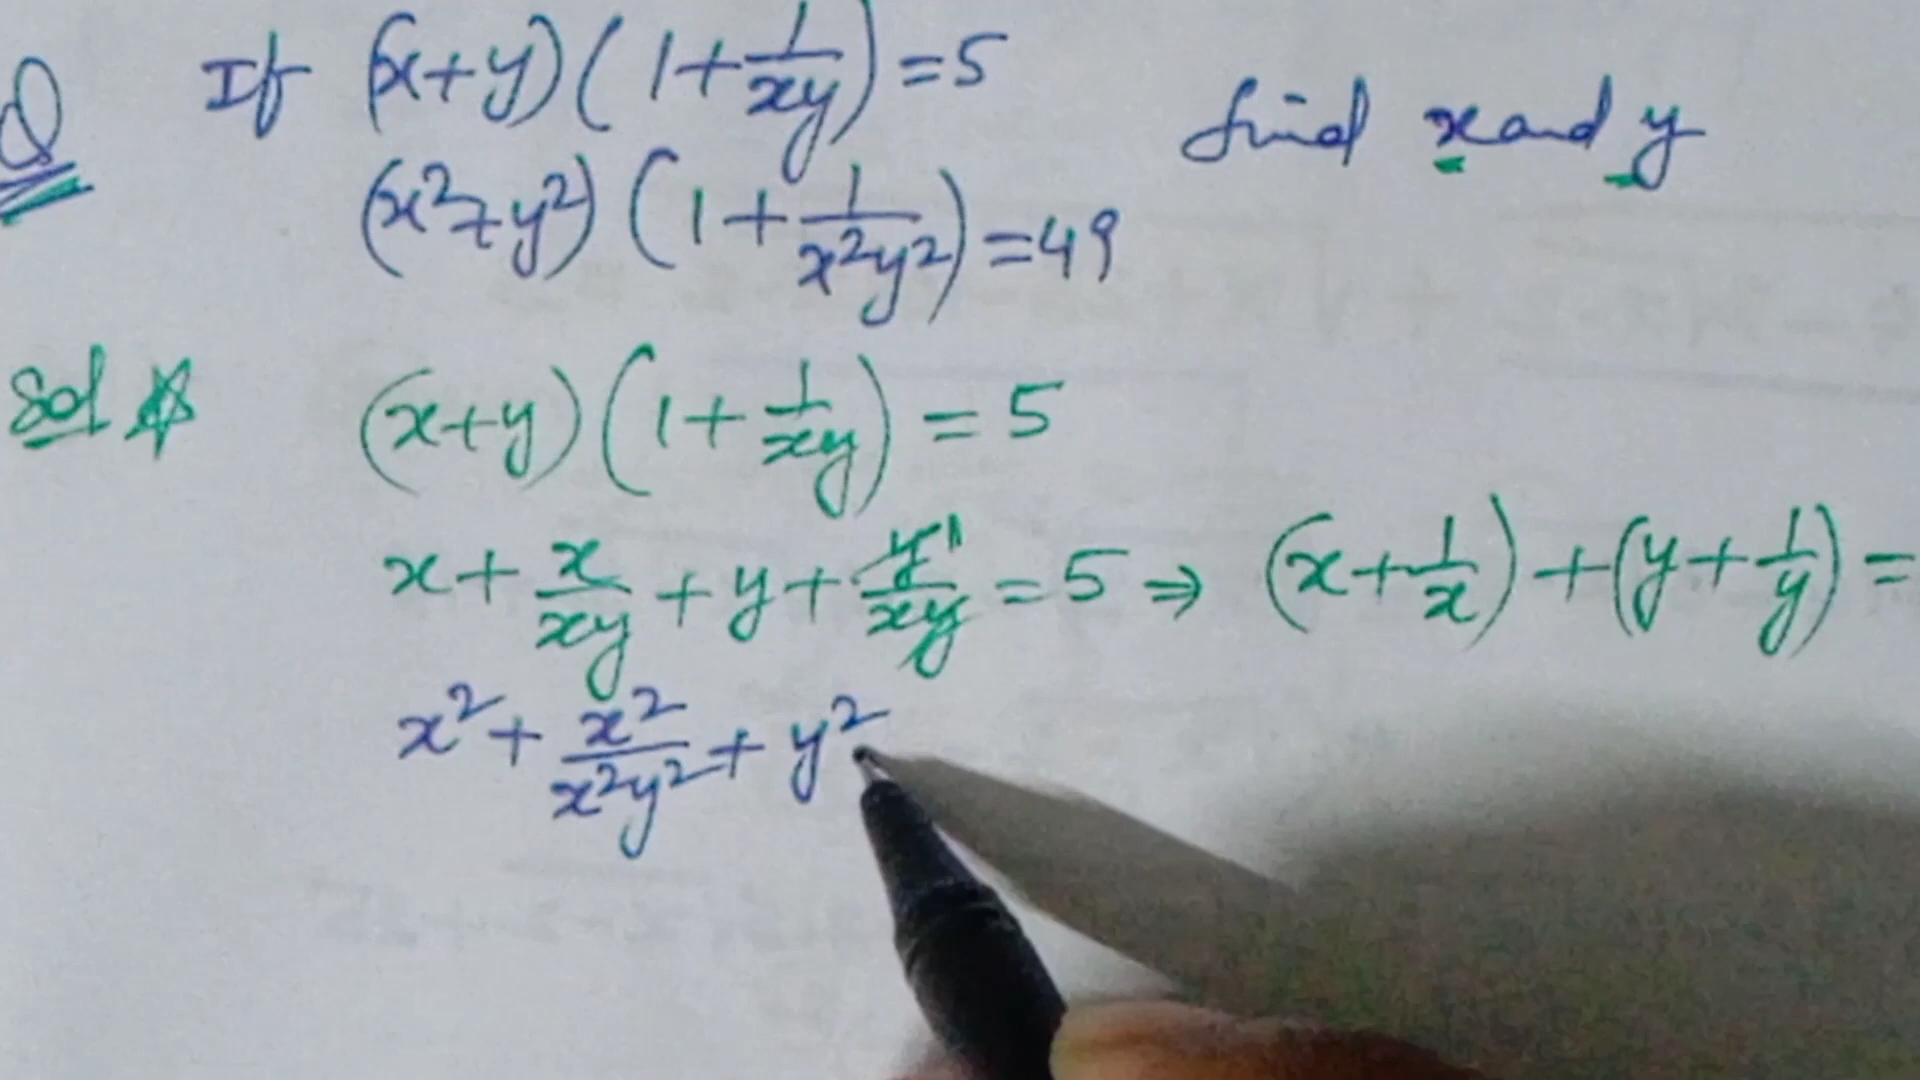 Q If (x+y)(1+1/xy)=5 find x and y
(x²+y²)(1+1/x²y²)=49
Sol (x+y)(1+1/xy)=5
x+x/xy+y+y/xy=5⇒(x+1/x)+(y+1/y)=
x²+x²/x²y²+y²